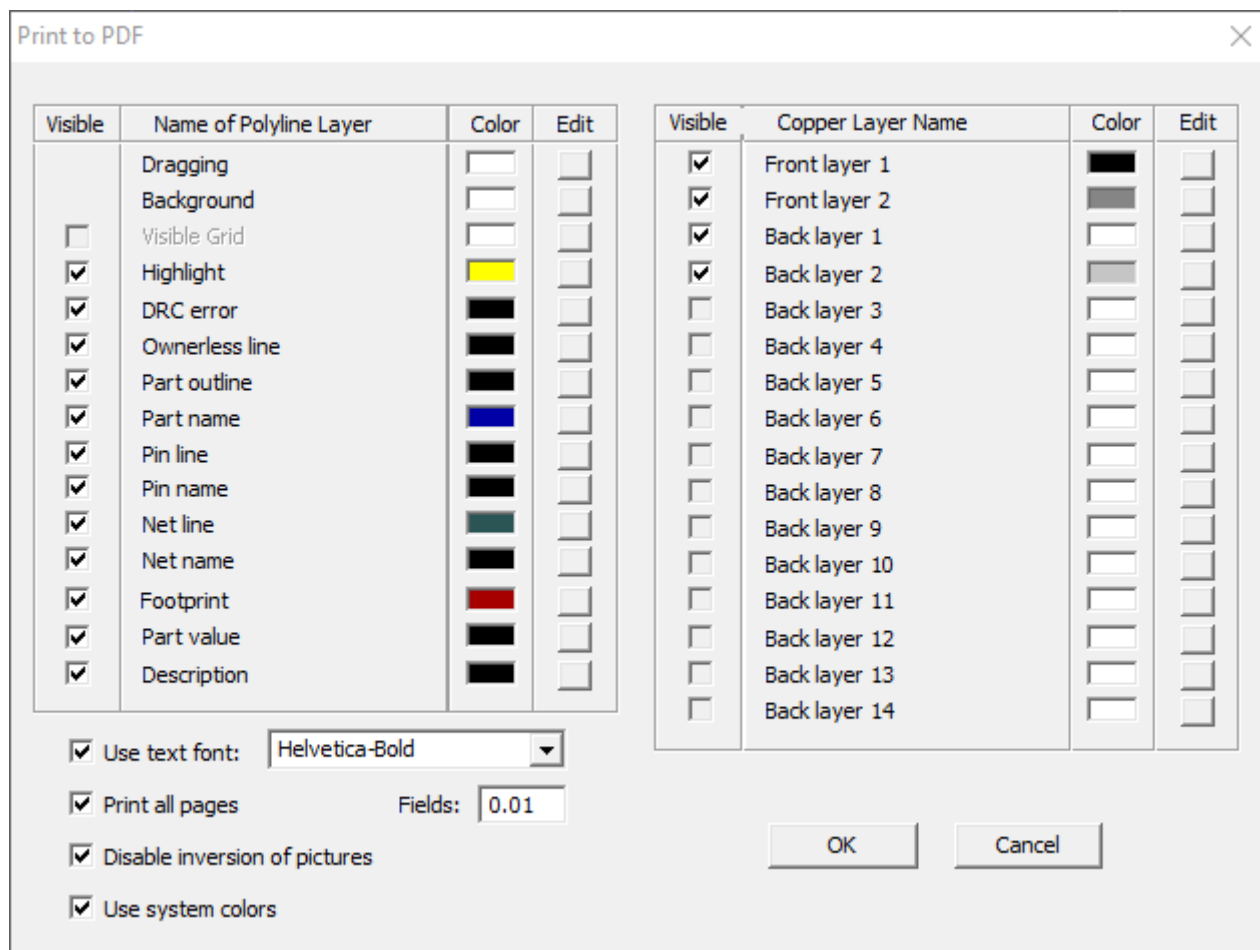 Print to PDF
Visible Name of Polyline Layer Color Edit
Dragging
Background
Visible Grid
Highlight
DRC error
Ownerless line
Part outline
Part name
Pin line
Pin name
Net line
Net name
Footprint
Part value
Description
Visible Copper Layer Name Color Edit
Front layer 1
Front layer 2
Back layer 1
Back layer 2
Back layer 3
Back layer 4
Back layer 5
Back layer 6
Back layer 7
Back layer 8
Back layer 9
Back layer 10
Back layer 11
Back layer 12
Back layer 13
Back layer 14
Use text font: Helvetica-Bold
Print all pages Fields: 0.01
Disable inversion of pictures
Use system colors
OK Cancel